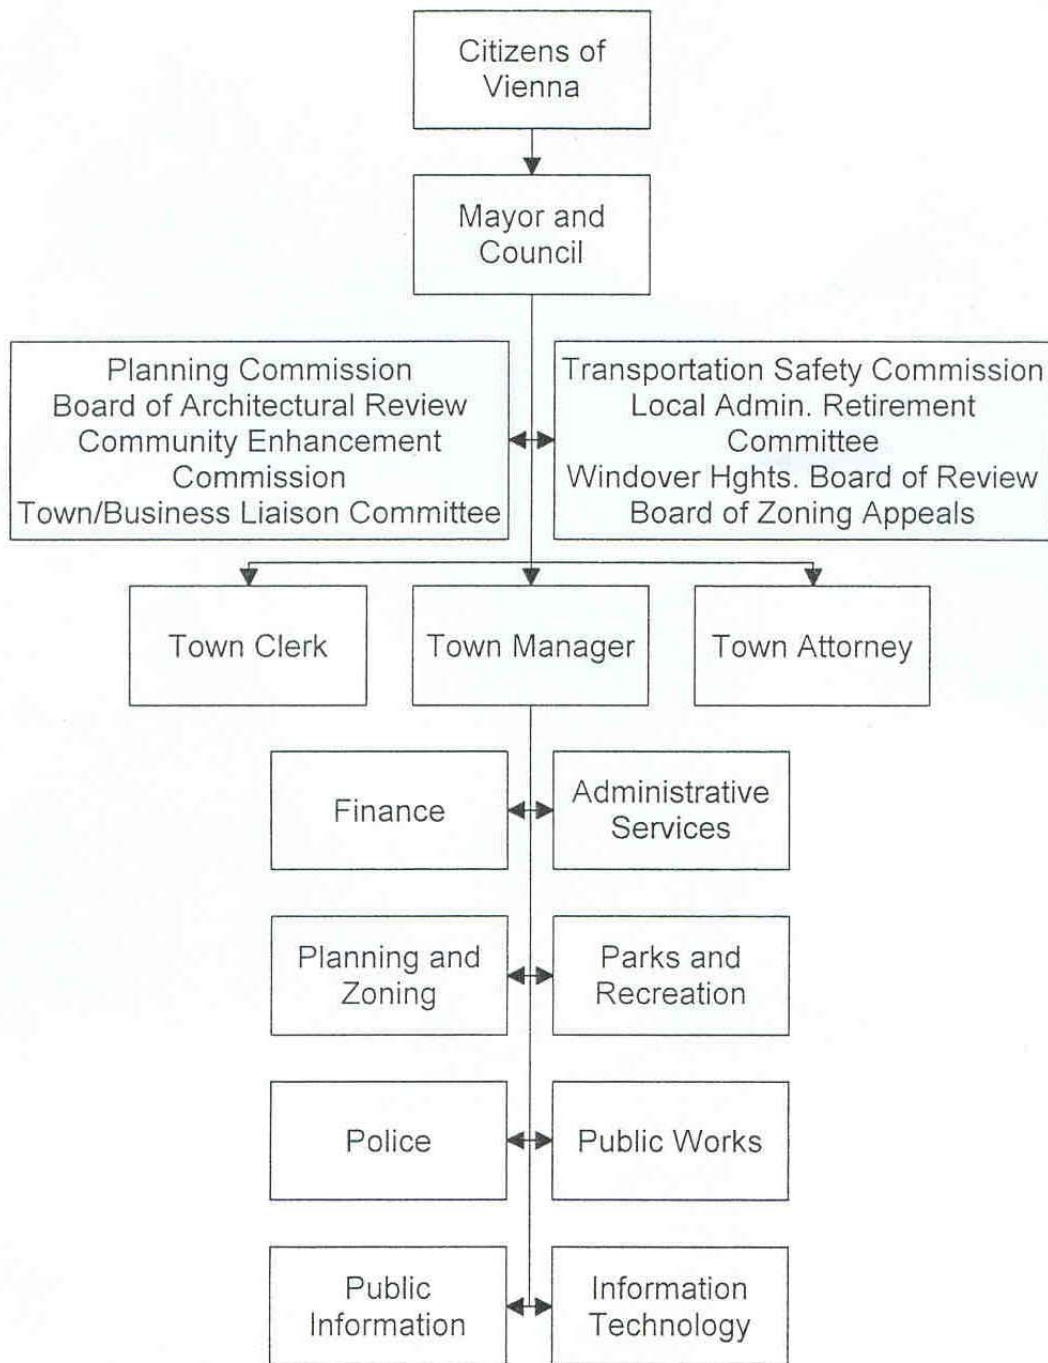 Citizens of
Vienna
Mayor and
Council
Planning Commission
Board of Architectural Review
Community Enhancement
Commission
Town/Business Liaison Committee
Transportation Safety Commission
Local Admin. Retirement
Committee
Windover Hghts. Board of Review
Board of Zoning Appeals
Town Clerk
Town Manager
Town Attorney
Finance
Administrative
Services
Planning and
Zoning
Parks and
Recreation
Police
Public Works
Public
Information
Information
Technology